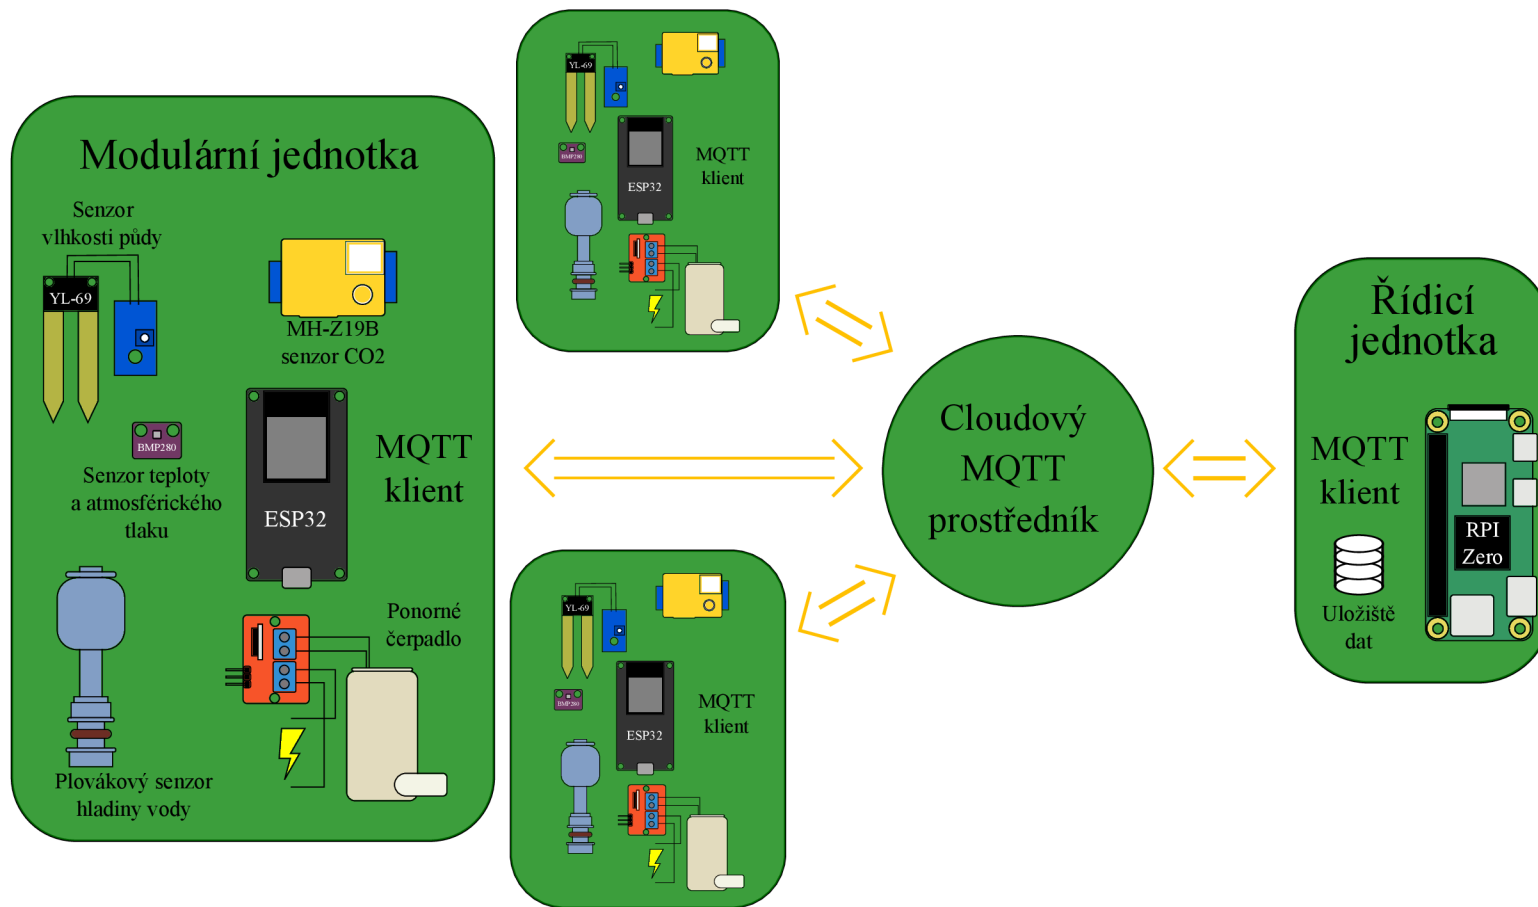 Modulární jednotka
Senzor
vlhkosti půdy
YL-69
MH-Z19B
senzor CO2
BMP280
Senzor teploty
a atmosférického
tlaku
MQTT
klient
ESP32
Ponorné
čerpadlo
Plovákový senzor
hladiny vody
YL-69
BMP280
MQTT
klient
ESP32
YL-69
BMP280
MQTT
klient
ESP32
Cloudový
MQTT
prostředník
Řídicí
jednotka
MQTT
klient
RPI
Zero
Uložiště
dat